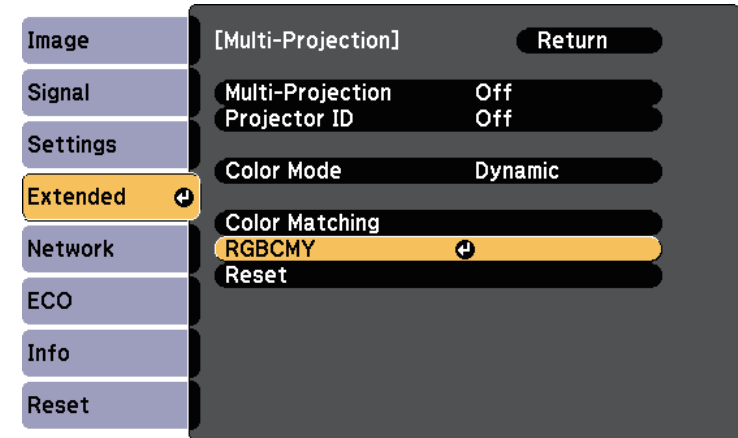 Image
Signal
Settings
Extended
Network
ECO
Info
Reset
[Multi-Projection] Return
Multi-Projection Off
Projector ID Off
Color Mode Dynamic
Color Matching
RGBCMY
Reset